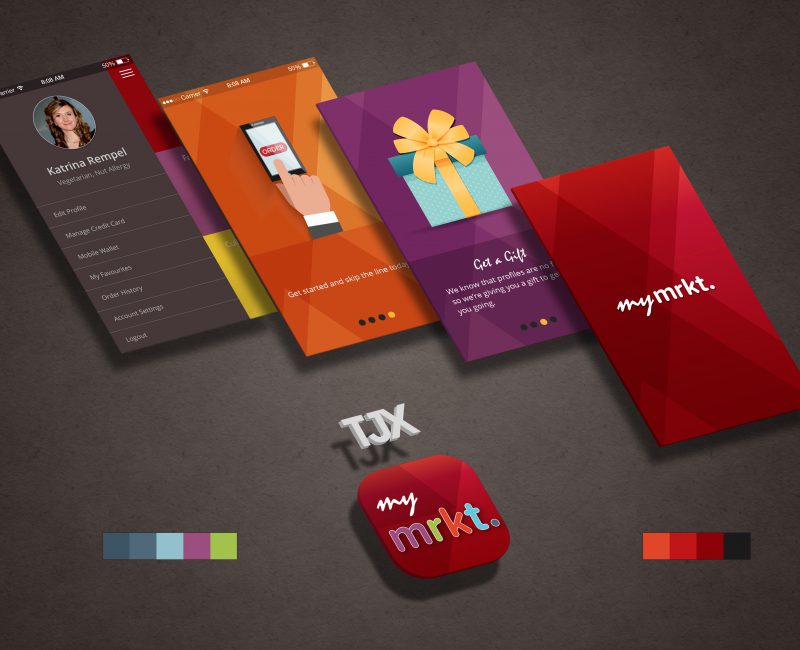 Carrier 8:08 AM 50%
Katrina Rempel
Vegetarian, Nut Allergy
Edit Profile
Manage Credit Card
Mobile Wallet
My Favourites
Order History
Account Settings
Logout
Carrier 8:08 AM 50%
ORDER
Get started and skip the line today
Get a Gift
We know that profiles are no
so we're giving you a gift to
you going.
my mrkt.
TJX
my
mrkt.